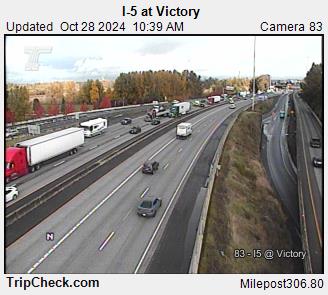 I-5 at Victory
Updated Oct 28 2024 10:39 AM Camera 83
Tr
N
83 - I5 @ Victory
TripCheck.com Milepost306.80